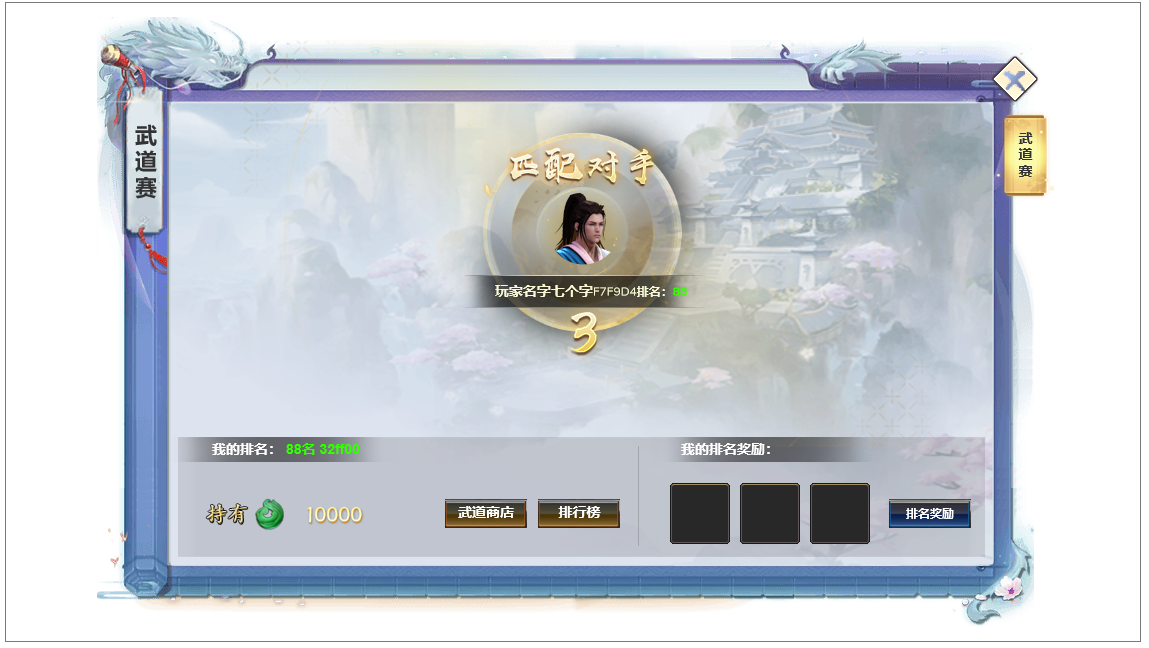 武道赛
武道赛
匹配对手
玩家名字七个字F7F9D4排名：88
3
我的排名： 88名 32ff00
我的排名奖励：
持有 10000
武道商店
排行榜
排名奖励